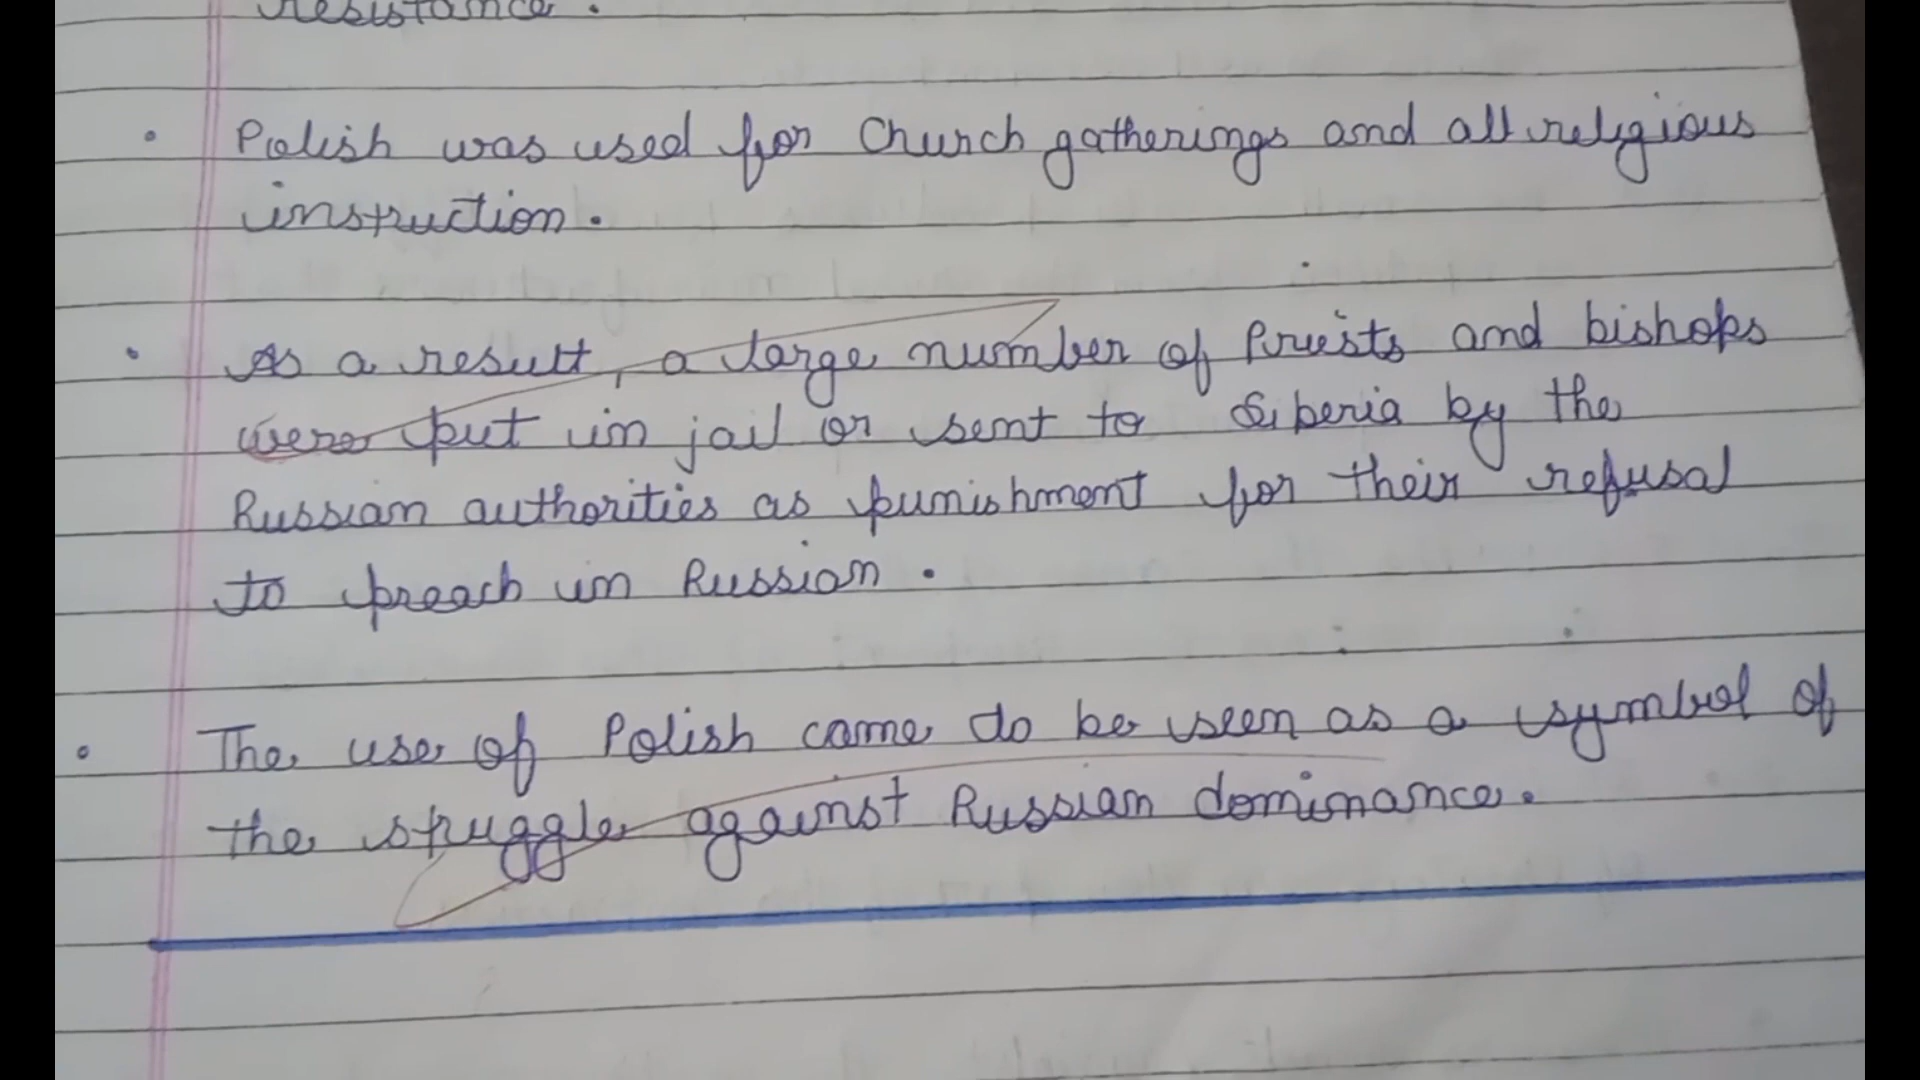 resistance.
• Polish was used for Church gatherings and all religious
instruction.
• As a result, a large number of Priests and bishops
were put in jail or sent to Siberia by the
Russian authorities as punishment for their refusal
to preach in Russian.
• The use of Polish came to be seen as a symbol of
the struggle against Russian dominance.